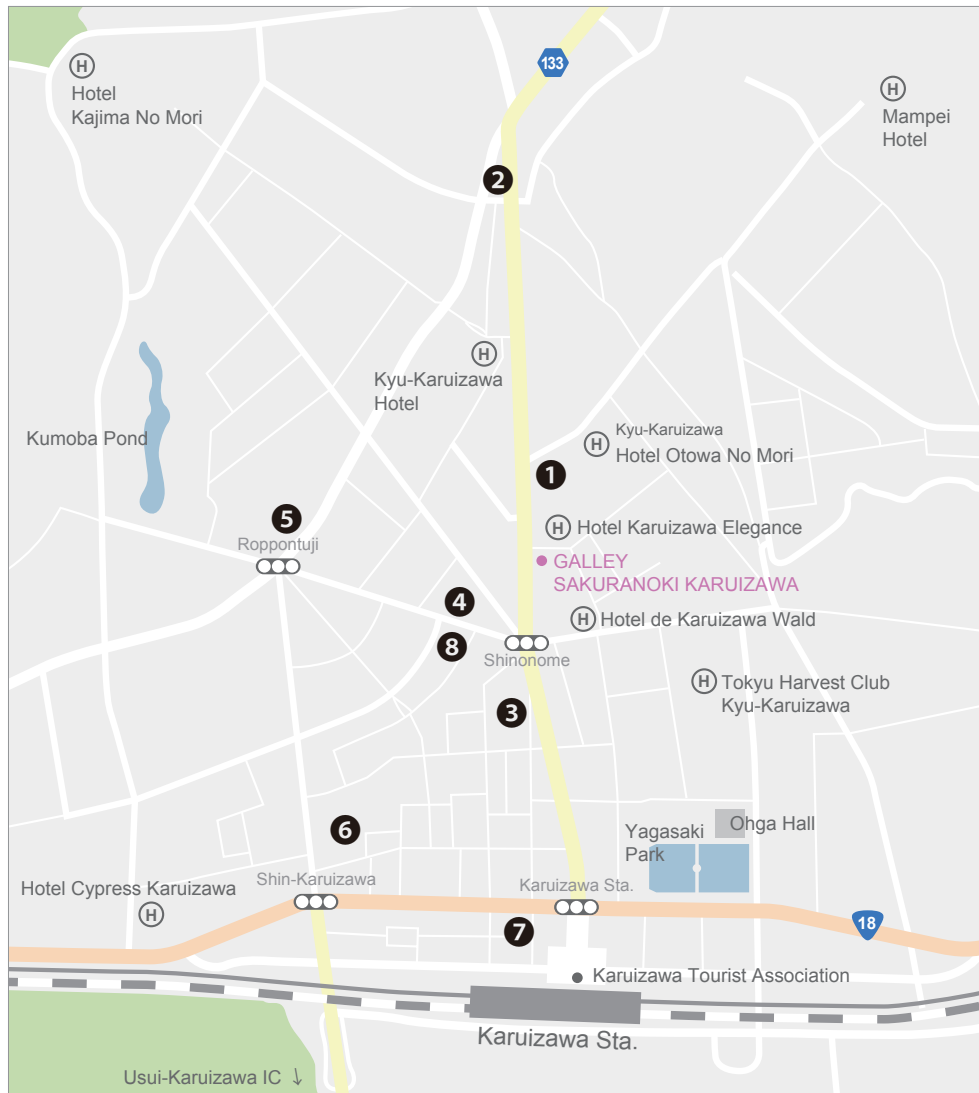 133
H
Hotel
Kajima No Mori
H
Mampei
Hotel
2
H
Kyu-Karuizawa
Hotel
Kumoba Pond
H
Kyu-Karuizawa
Hotel Otowa No Mori
1
5
Roppontuji
H
Hotel Karuizawa Elegance
GALLEY
SAKURANOKI KARUIZAWA
4
H
Hotel de Karuizawa Wald
8
Shinonome
H
Tokyu Harvest Club
Kyu-Karuizawa
3
6
Yagasaki
Park
Ohga Hall
Shin-Karuizawa
Karuizawa Sta.
Hotel Cypress Karuizawa
H
7
18
Karuizawa Tourist Association
Karuizawa Sta.
Usui-Karuizawa IC ↓